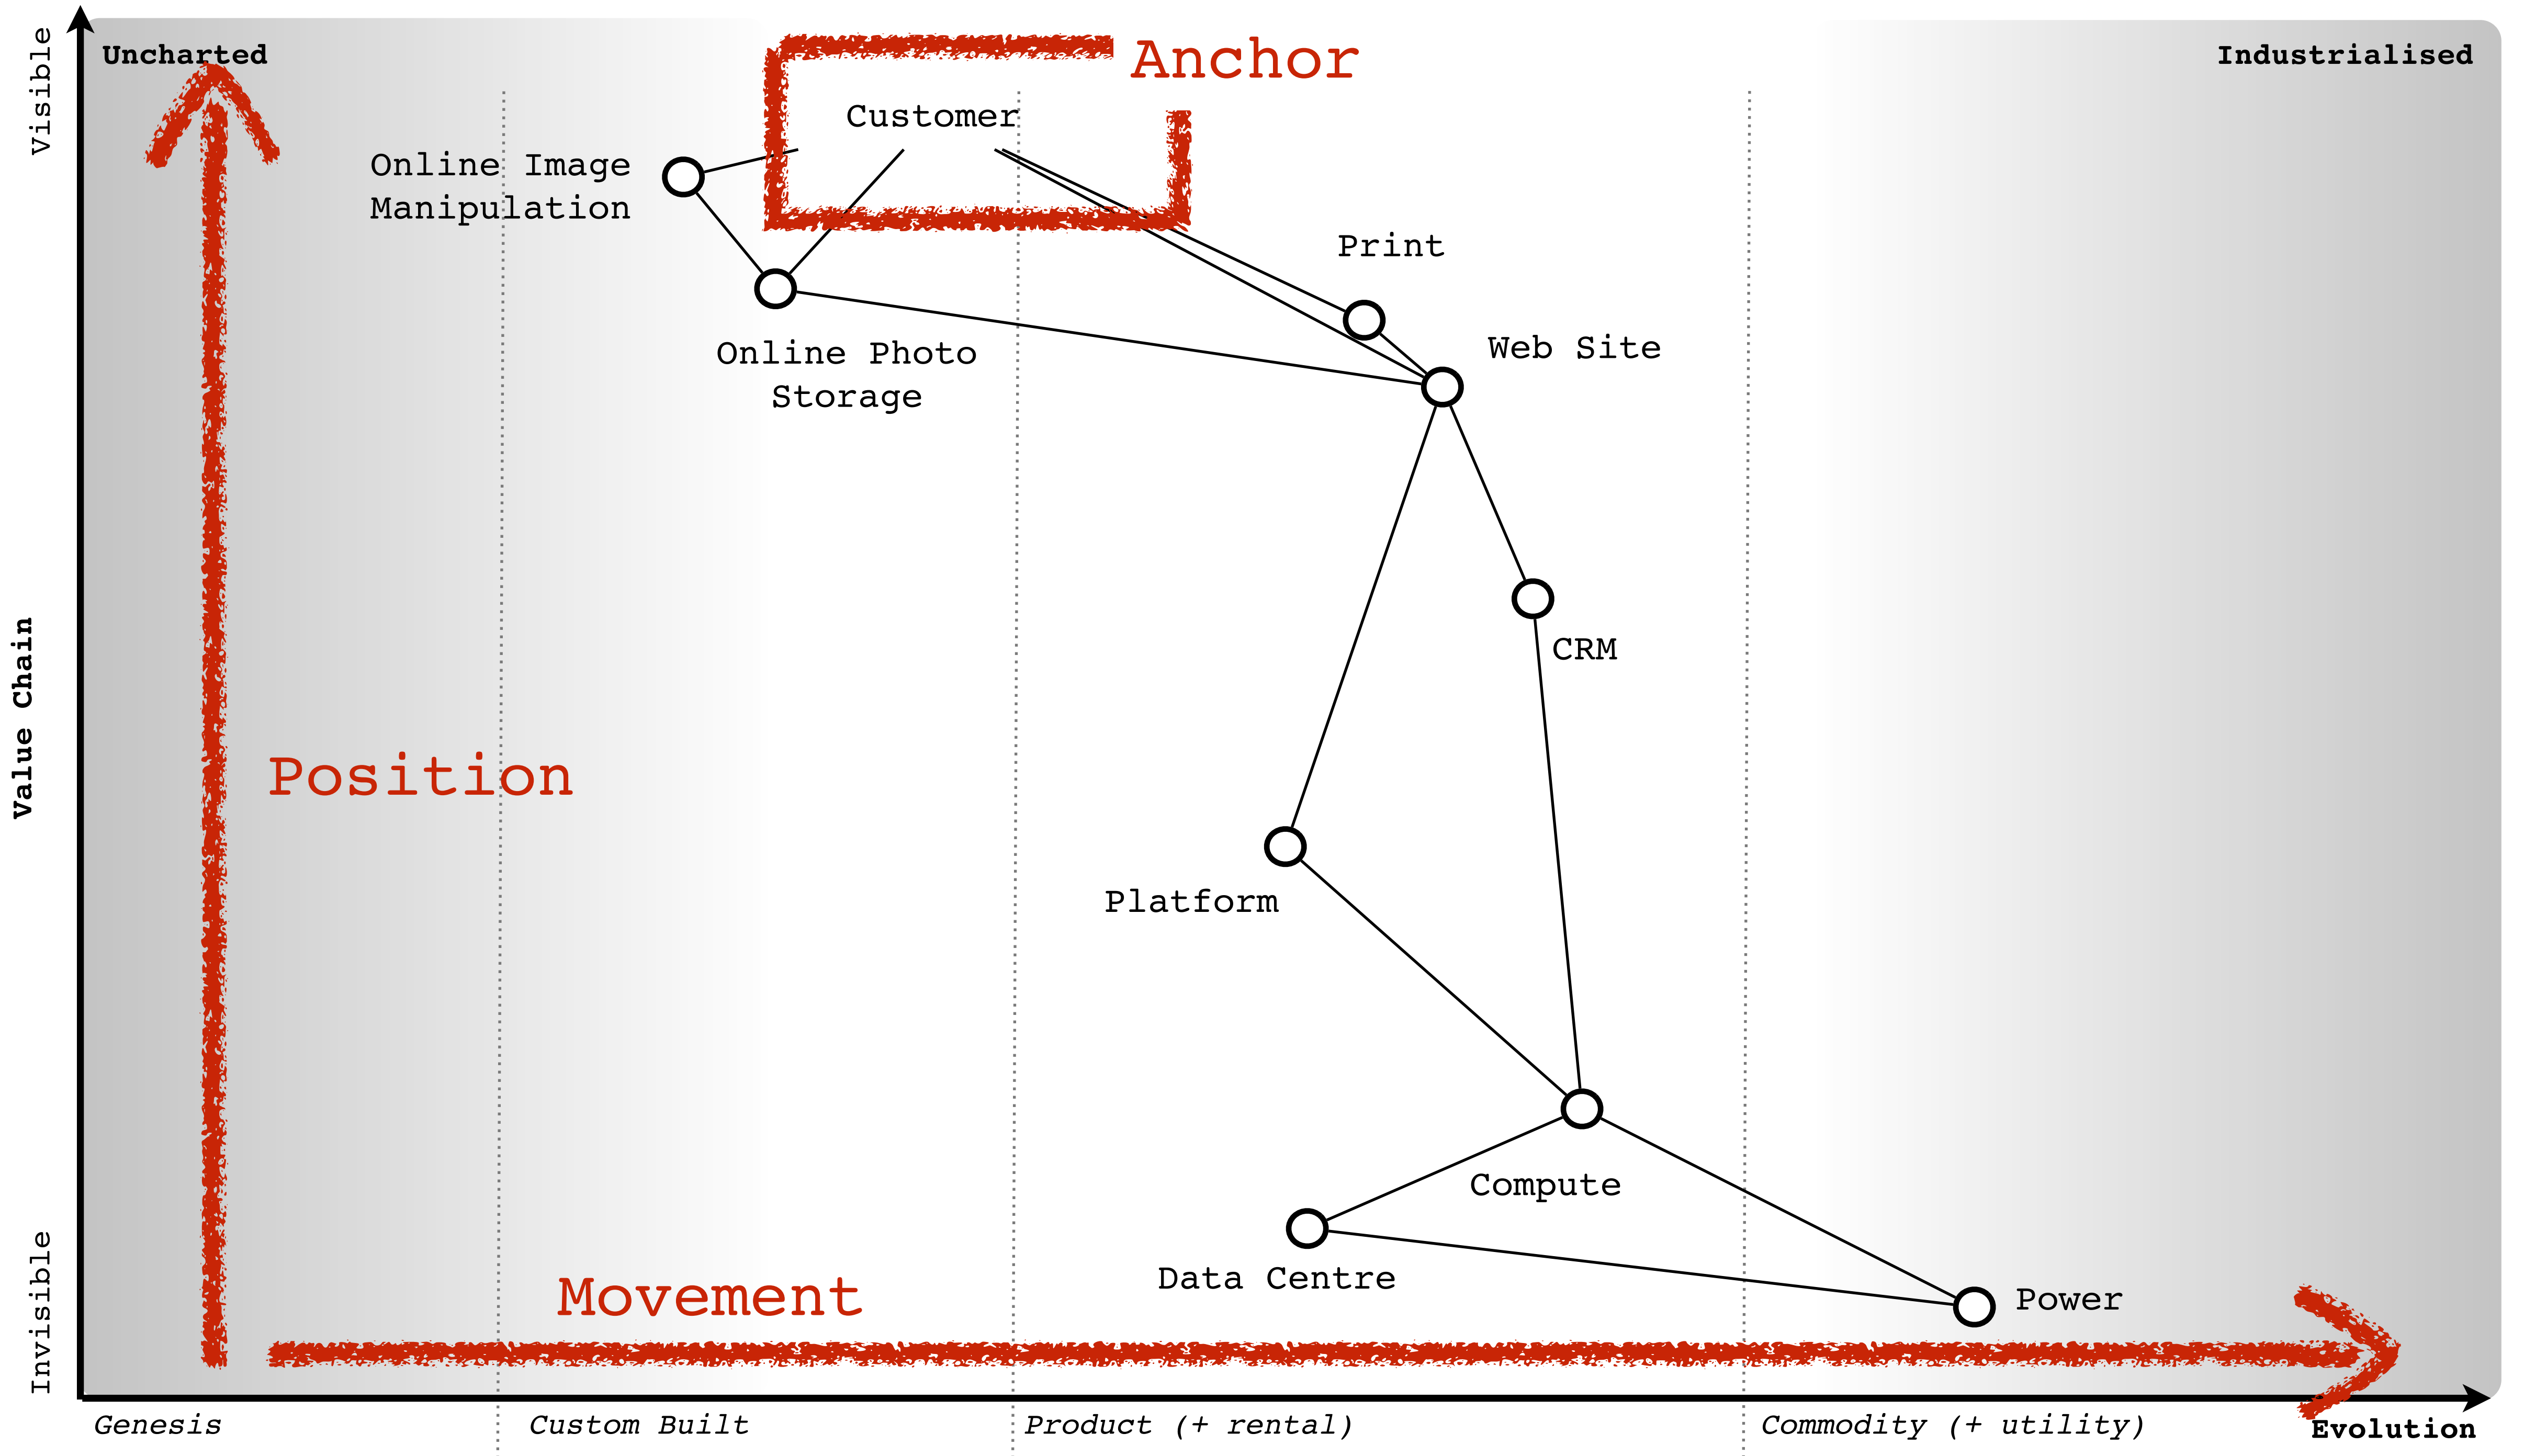 Visible
Uncharted
Anchor
Industrialised
Customer
Online Image
Manipulation
Print
Web Site
Online Photo
Storage
CRM
Value Chain
Position
Platform
Compute
Data Centre
Movement
Power
Invisible
Genesis
Custom Built
Product (+ rental)
Commodity (+ utility)
Evolution